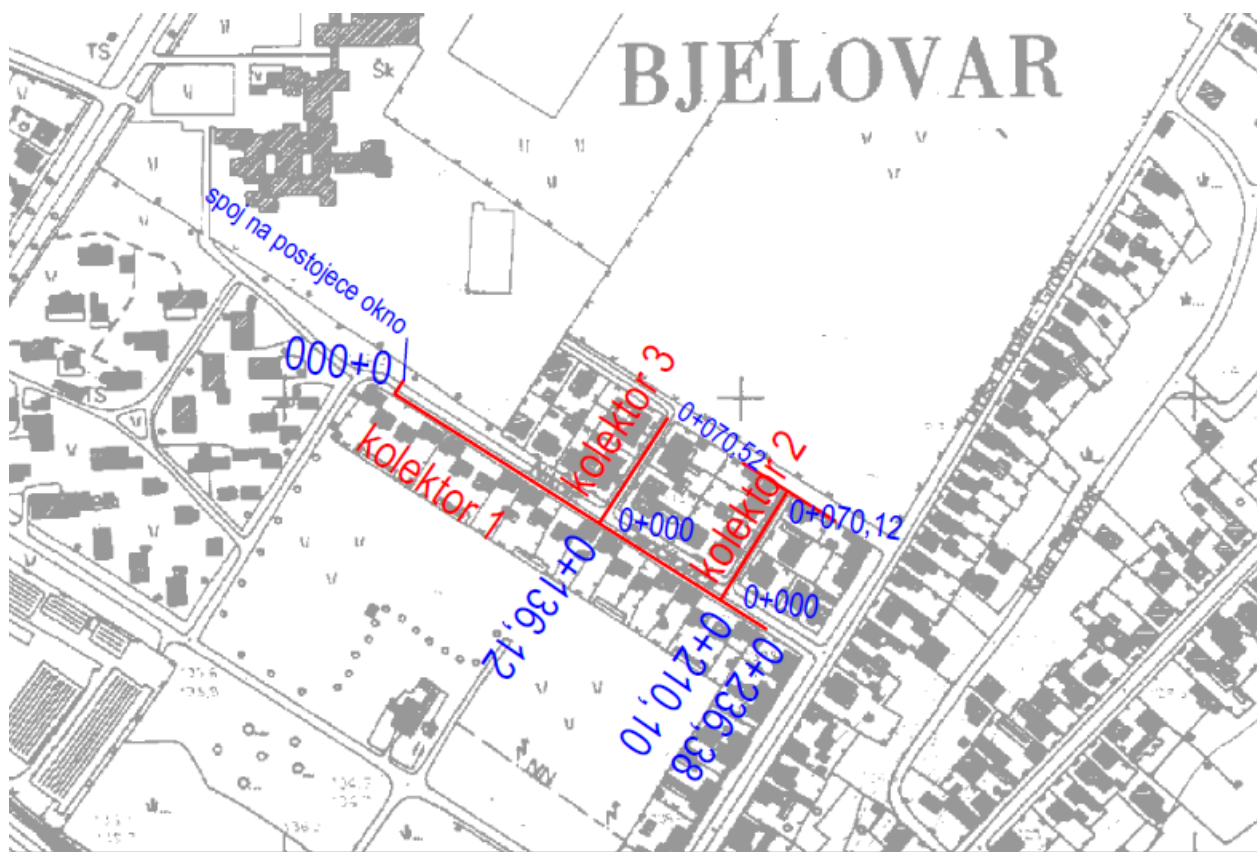 BJELOVAR
TS
Šk
spoj na postojece okno
0+000
kolektor 3
0+070,52
kolektor 2
0+070,12
kolektor 1
0+000
0+136,12
0+000
0+210,10
0+236,38
TS
NN